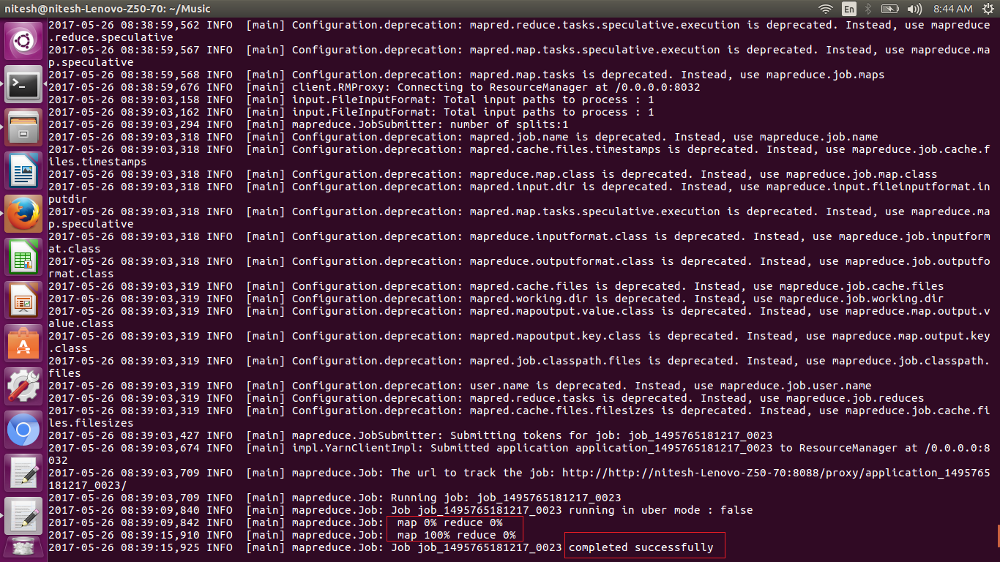 nitesh@nitesh-Lenovo-Z50-70: ~/Music
En
8:44 AM
2017-05-26 08:38:59,562 INFO  [main] Configuration.deprecation: mapred.reduce.tasks.speculative.execution is deprecated. Instead, use mapreduce
.reduce.speculative
2017-05-26 08:38:59,567 INFO  [main] Configuration.deprecation: mapred.map.tasks.speculative.execution is deprecated. Instead, use mapreduce.ma
p.speculative
2017-05-26 08:38:59,568 INFO  [main] Configuration.deprecation: mapred.map.tasks is deprecated. Instead, use mapreduce.job.maps
2017-05-26 08:38:59,676 INFO  [main] client.RMProxy: Connecting to ResourceManager at /0.0.0.0:8032
2017-05-26 08:39:03,158 INFO  [main] input.FileInputFormat: Total input paths to process : 1
2017-05-26 08:39:03,162 INFO  [main] input.FileInputFormat: Total input paths to process : 1
2017-05-26 08:39:03,294 INFO  [main] mapreduce.JobSubmitter: number of splits:1
2017-05-26 08:39:03,318 INFO  [main] Configuration.deprecation: mapred.job.name is deprecated. Instead, use mapreduce.job.name
2017-05-26 08:39:03,318 INFO  [main] Configuration.deprecation: mapred.cache.files.timestamps is deprecated. Instead, use mapreduce.job.cache.f
iles.timestamps
2017-05-26 08:39:03,318 INFO  [main] Configuration.deprecation: mapreduce.map.class is deprecated. Instead, use mapreduce.job.map.class
2017-05-26 08:39:03,318 INFO  [main] Configuration.deprecation: mapred.input.dir is deprecated. Instead, use mapreduce.input.fileinputformat.in
putdir
2017-05-26 08:39:03,318 INFO  [main] Configuration.deprecation: mapred.map.tasks.speculative.execution is deprecated. Instead, use mapreduce.ma
p.speculative
2017-05-26 08:39:03,318 INFO  [main] Configuration.deprecation: mapreduce.inputformat.class is deprecated. Instead, use mapreduce.job.inputform
at.class
2017-05-26 08:39:03,318 INFO  [main] Configuration.deprecation: mapreduce.outputformat.class is deprecated. Instead, use mapreduce.job.outputfo
rmat.class
2017-05-26 08:39:03,319 INFO  [main] Configuration.deprecation: mapred.cache.files is deprecated. Instead, use mapreduce.job.cache.files
2017-05-26 08:39:03,319 INFO  [main] Configuration.deprecation: mapred.working.dir is deprecated. Instead, use mapreduce.job.working.dir
2017-05-26 08:39:03,319 INFO  [main] Configuration.deprecation: mapred.mapoutput.value.class is deprecated. Instead, use mapreduce.map.output.v
alue.class
2017-05-26 08:39:03,319 INFO  [main] Configuration.deprecation: mapred.mapoutput.key.class is deprecated. Instead, use mapreduce.map.output.key
.class
2017-05-26 08:39:03,319 INFO  [main] Configuration.deprecation: mapred.job.classpath.files is deprecated. Instead, use mapreduce.job.classpath.
files
2017-05-26 08:39:03,319 INFO  [main] Configuration.deprecation: user.name is deprecated. Instead, use mapreduce.job.user.name
2017-05-26 08:39:03,319 INFO  [main] Configuration.deprecation: mapred.reduce.tasks is deprecated. Instead, use mapreduce.job.reduces
2017-05-26 08:39:03,319 INFO  [main] Configuration.deprecation: mapred.cache.files.filesizes is deprecated. Instead, use mapreduce.job.cache.fi
les.filesizes
2017-05-26 08:39:03,427 INFO  [main] mapreduce.JobSubmitter: Submitting tokens for job: job_1495765181217_0023
2017-05-26 08:39:03,674 INFO  [main] impl.YarnClientImpl: Submitted application application_1495765181217_0023 to ResourceManager at /0.0.0.0:8
032
2017-05-26 08:39:03,709 INFO  [main] mapreduce.Job: The url to track the job: http://http://nitesh-Lenovo-Z50-70:8088/proxy/application_1495765
181217_0023/
2017-05-26 08:39:03,709 INFO  [main] mapreduce.Job: Running job: job_1495765181217_0023
2017-05-26 08:39:09,840 INFO  [main] mapreduce.Job: Job job_1495765181217_0023 running in uber mode : false
2017-05-26 08:39:09,842 INFO  [main] mapreduce.Job:  map 0% reduce 0%
2017-05-26 08:39:15,910 INFO  [main] mapreduce.Job:  map 100% reduce 0%
2017-05-26 08:39:15,925 INFO  [main] mapreduce.Job: Job job_1495765181217_0023 completed successfully